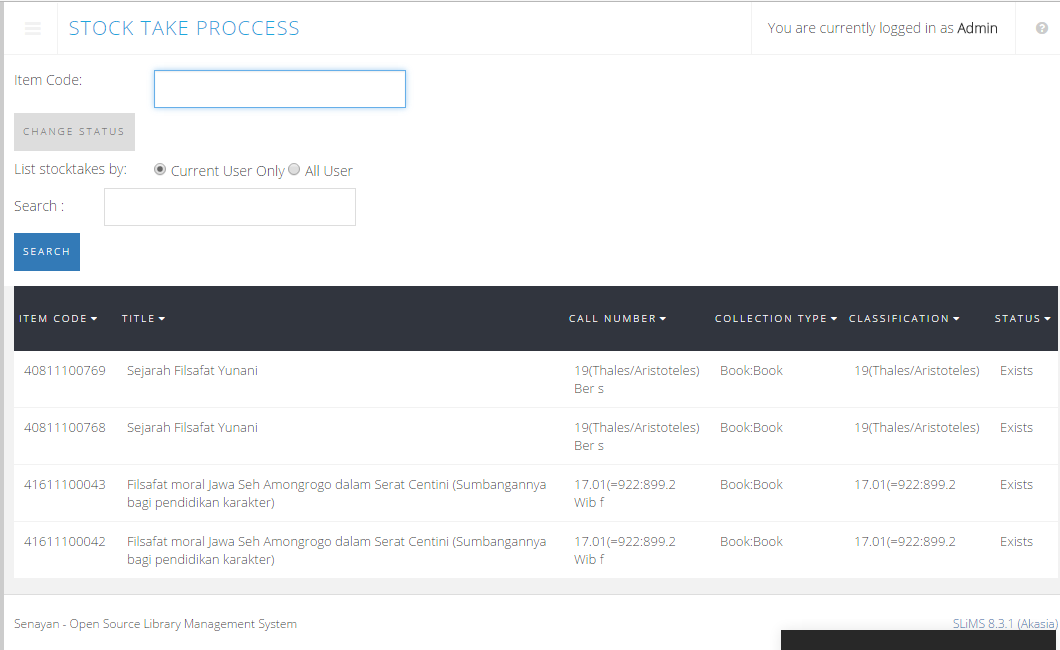 STOCK TAKE PROCCESS
You are currently logged in as Admin
?
Item Code:
CHANGE STATUS
List stocktakes by: Current User Only All User
Search :
SEARCH
ITEM CODE TITLE CALL NUMBER COLLECTION TYPE CLASSIFICATION STATUS
40811100769 Sejarah Filsafat Yunani 19(Thales/Aristoteles) Book:Book 19(Thales/Aristoteles) Exists
Ber s
40811100768 Sejarah Filsafat Yunani 19(Thales/Aristoteles) Book:Book 19(Thales/Aristoteles) Exists
Ber s
41611100043 Filsafat moral Jawa Seh Amongrogo dalam Serat Centini (Sumbangannya 17.01(=922:899.2 Book:Book 17.01(=922:899.2 Exists
bagi pendidikan karakter) Wib f
41611100042 Filsafat moral Jawa Seh Amongrogo dalam Serat Centini (Sumbangannya 17.01(=922:899.2 Book:Book 17.01(=922:899.2 Exists
bagi pendidikan karakter) Wib f
Senayan - Open Source Library Management System SLiMS 8.3.1 (Akasia)